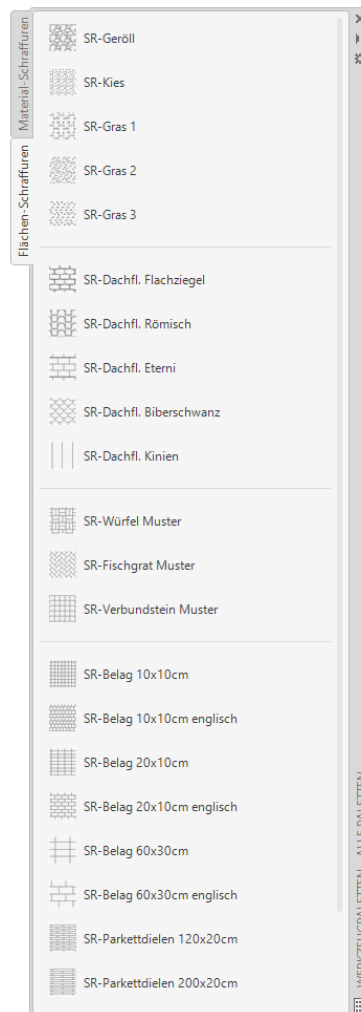 Material-Schraffuren
Flächen-Schraffuren
SR-Geröll
SR-Kies
SR-Gras 1
SR-Gras 2
SR-Gras 3
SR-Dachfl. Flachziegel
SR-Dachfl. Römisch
SR-Dachfl. Eterni
SR-Dachfl. Biberschwanz
SR-Dachfl. Kinien
SR-Würfel Muster
SR-Fischgrat Muster
SR-Verbundstein Muster
SR-Belag 10x10cm
SR-Belag 10x10cm englisch
SR-Belag 20x10cm
SR-Belag 20x10cm englisch
SR-Belag 60x30cm
SR-Belag 60x30cm englisch
SR-Parkettdielen 120x20cm
SR-Parkettdielen 200x20cm
WERKZEUGPALETTEN - ALLE PALETTEN